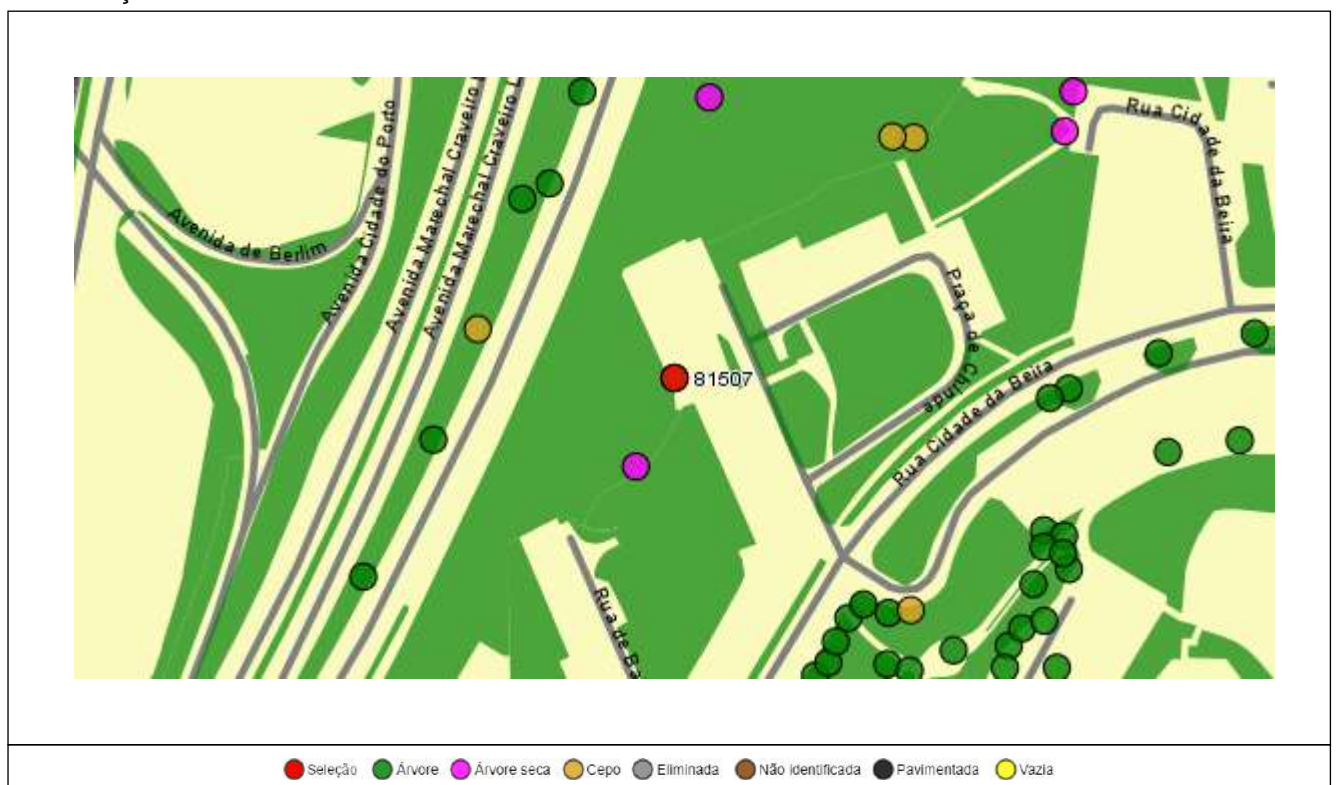 Avenida Cidade do Porto
Avenida Marechal Craveiro
Avenida Marechal Craveiro
Rua Cidade da Beira
Avenida de Berlim
Praça de Chinde
81507
Rua Cidade da Beira
Rua de
Seleção Árvore Árvore seca Cepo Eliminada Não identificada Pavimentada Vazia